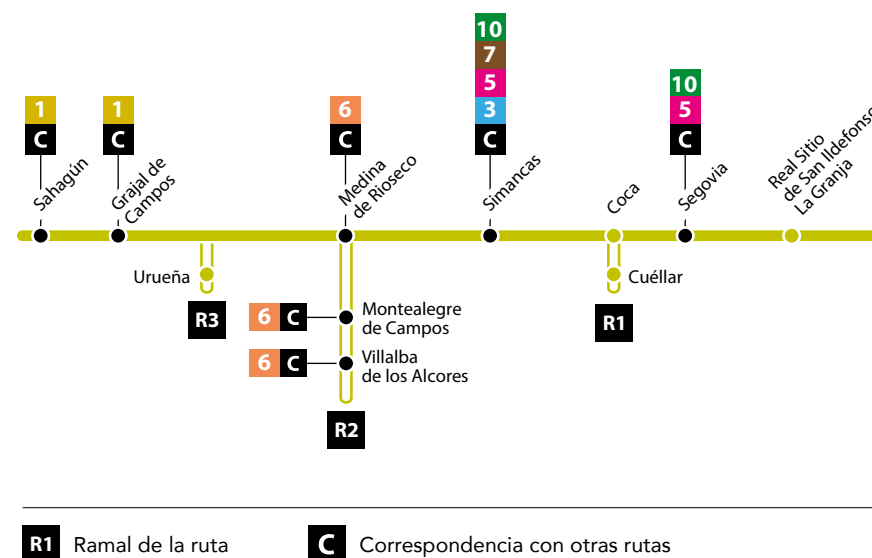 1
C
Sahagún
1
C
Grajal de
Campos
6
C
Medina
de Rioseco
10
7
5
3
C
Simancas
Coca
10
5
C
Segovia
Real Sitio
de San Ildefonso
La Granja
Urueña
R3
6 C
Montealegre
de Campos
6 C
Villalba
de los Alcores
R2
Cuéllar
R1
R1 Ramal de la ruta
C Correspondencia con otras rutas